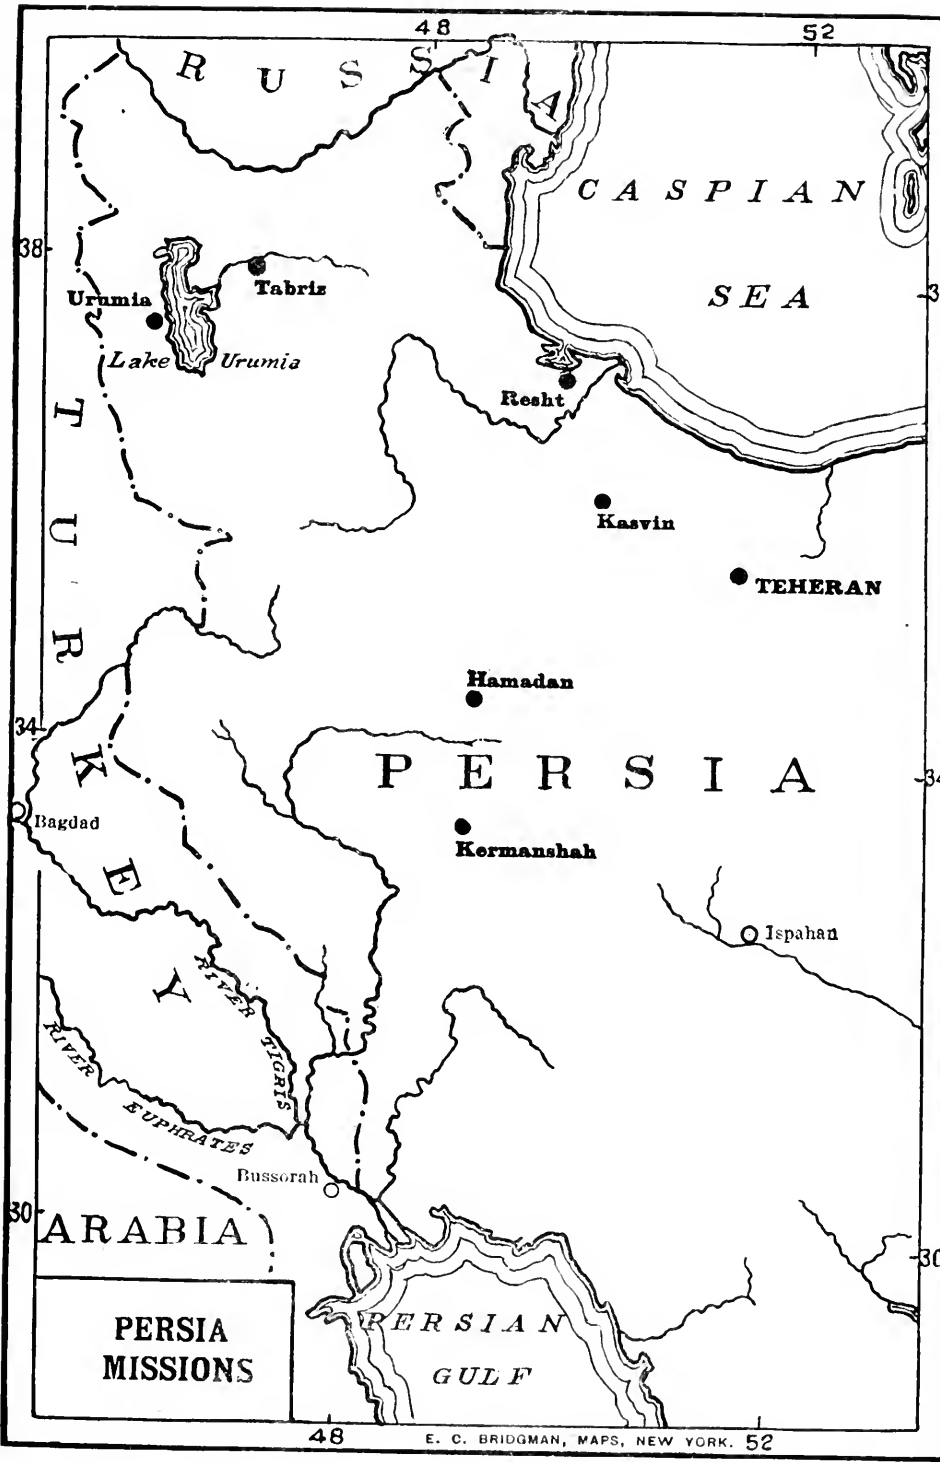 48 52
RUSSIA
CASPIAN
SEA
38
3
Tabriz
Urumia
Lake Urumia
Resht
TURKEY
Kasvin
TEHERAN
Hamadan
34
PERSIA
34
Bagdad
Kermanshah
Ispahan
RIVER TIGRIS
RIVER EUPHRATES
Bussorah
30
ARABIA
30
PERSIA
MISSIONS
PERSIAN
GULF
48
E. C. BRIDGMAN, MAPS, NEW YORK.
52